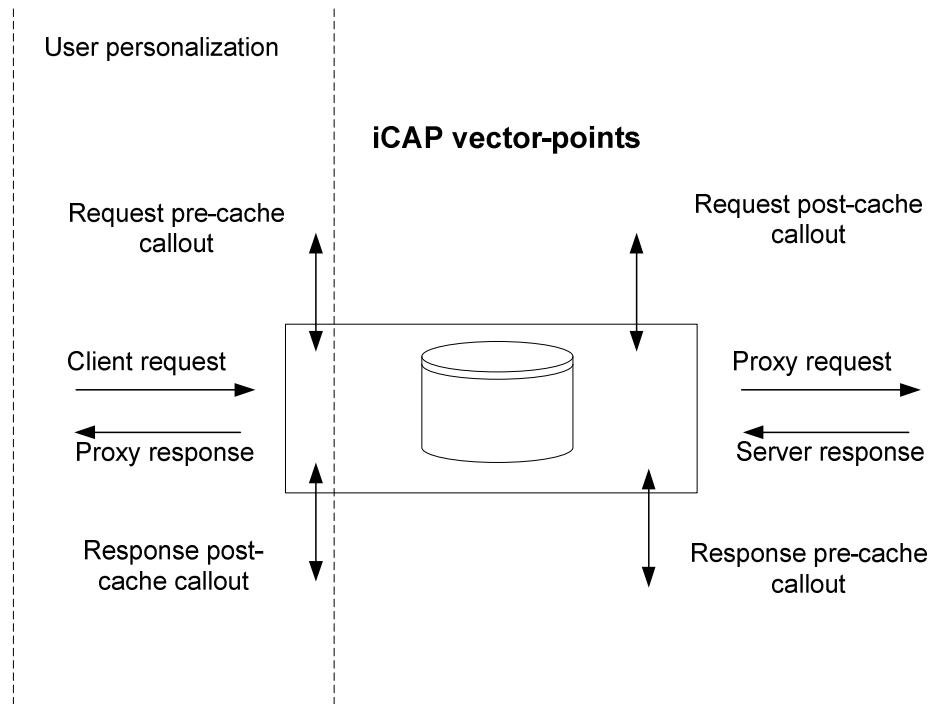 User personalization
iCAP vector-points
Request pre-cache
callout
Request post-cache
callout
Client request
Proxy request
Proxy response
Server response
Response post-
cache callout
Response pre-cache
callout